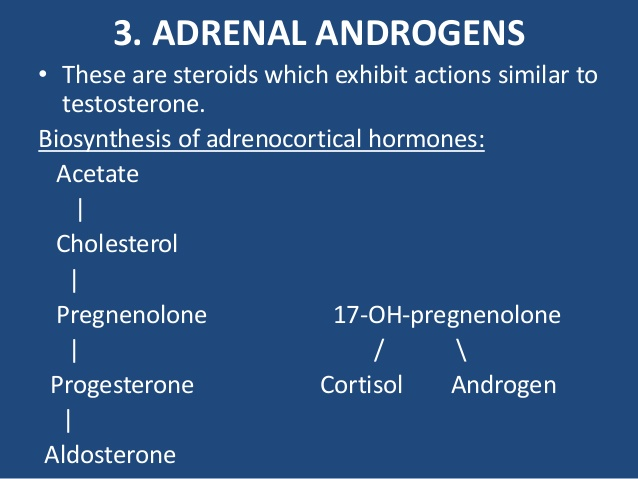 3. ADRENAL ANDROGENS
• These are steroids which exhibit actions similar to
testosterone.
Biosynthesis of adrenocortical hormones:
Acetate
|
Cholesterol
|
Pregnenolone 17-OH-pregnenolone
| / \
Progesterone Cortisol Androgen
|
Aldosterone